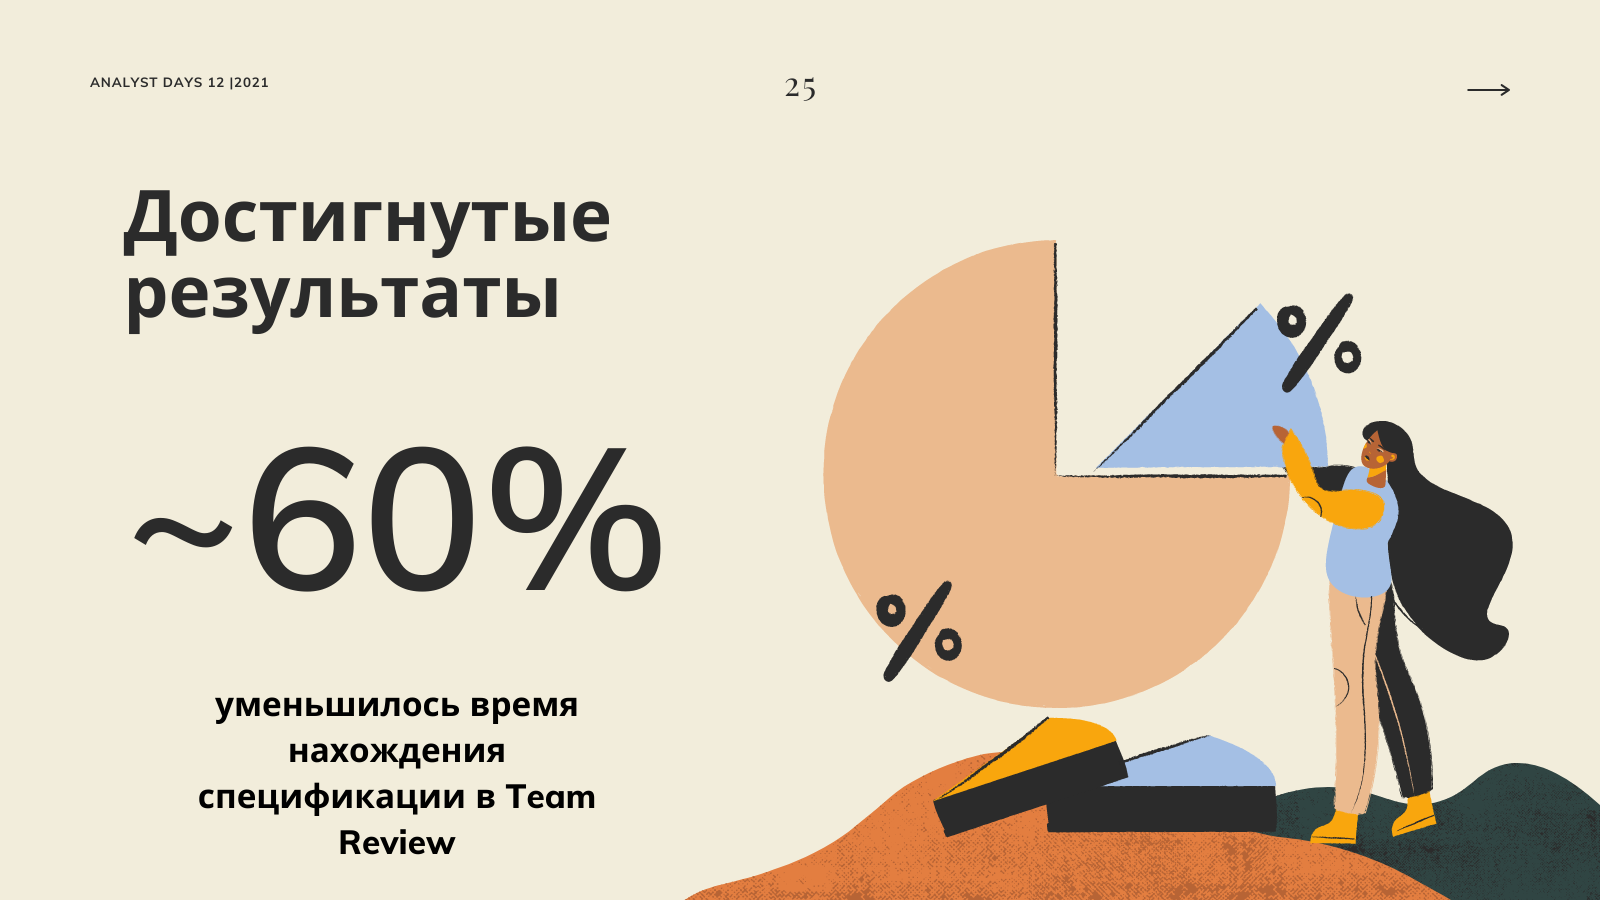 ANALYST DAYS 12 |2021
25
Достигнутые
результаты
~60%
уменьшилось время
нахождения
спецификации в Team
Review
%
%